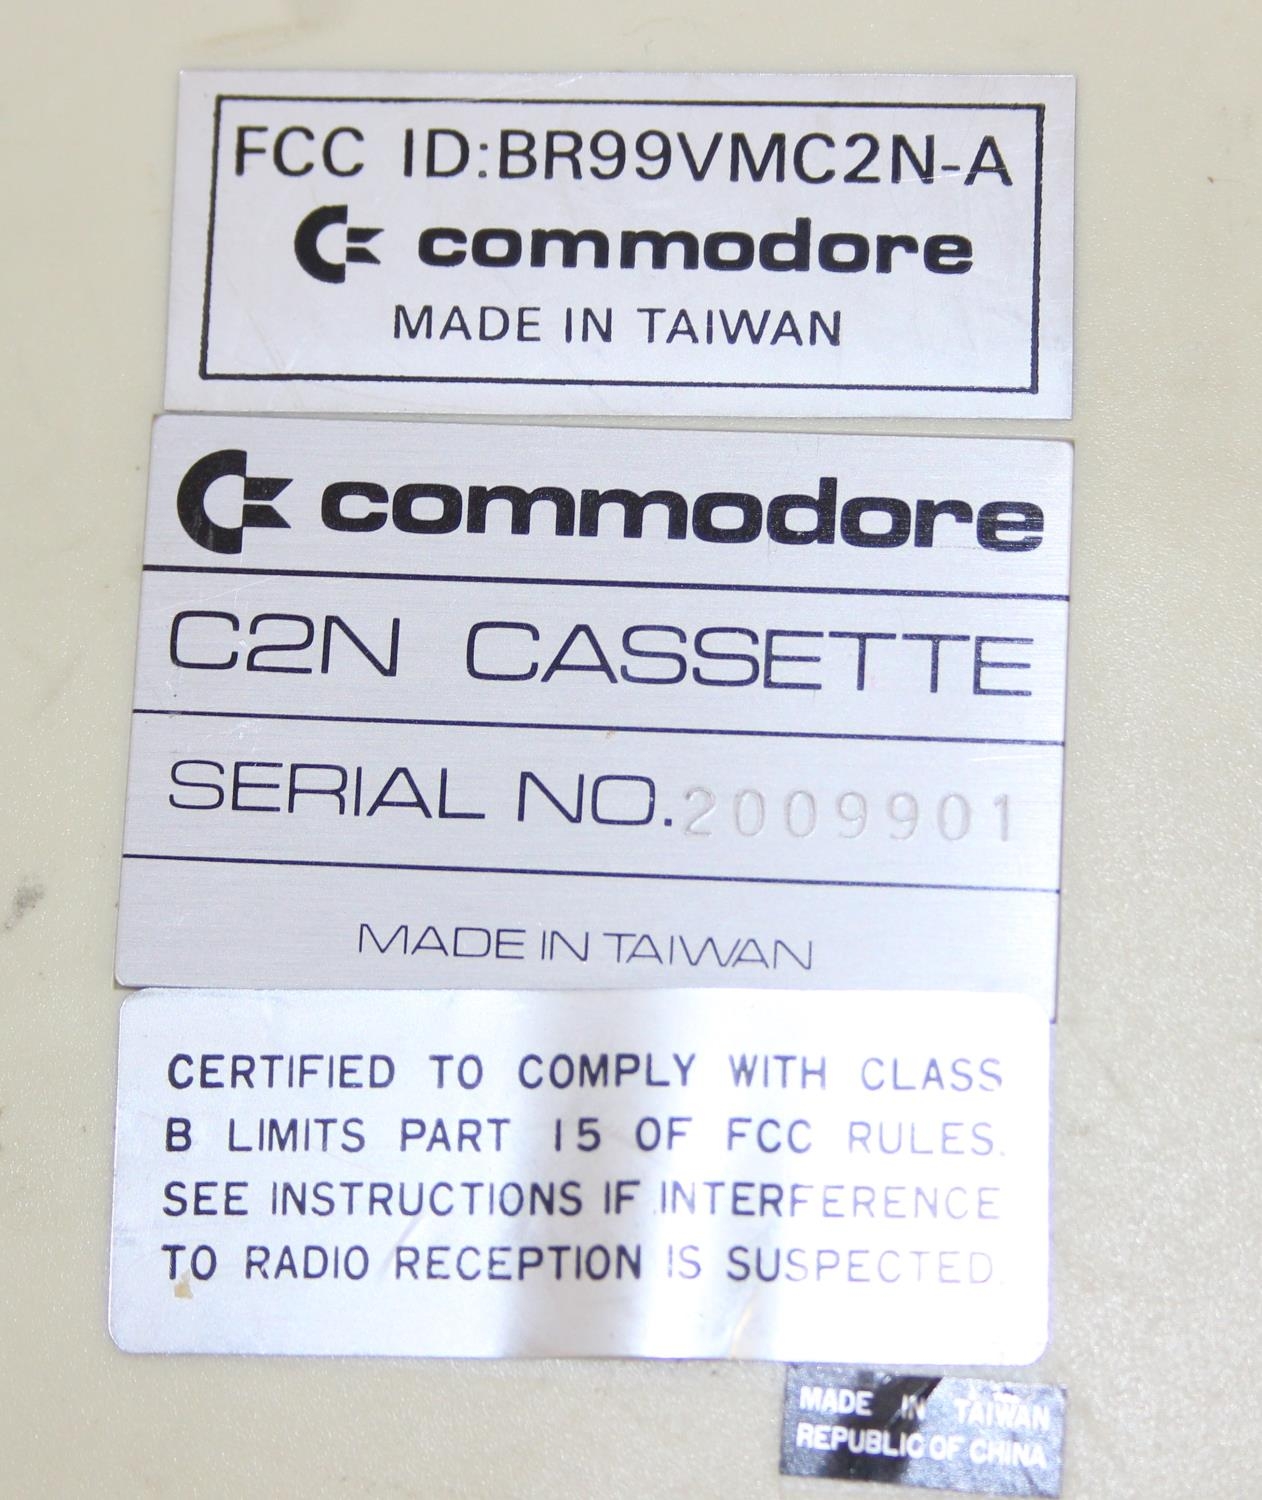 FCC ID:BR99VMC2N-A
commodore
MADE IN TAIWAN
commodore
C2N CASSETTE
SERIAL NO.2009901
MADE IN TAIWAN
CERTIFIED TO COMPLY WITH CLASS
B LIMITS PART 15 OF FCC RULES.
SEE INSTRUCTIONS IF INTERFERENCE
TO RADIO RECEPTION IS SUSPECTED.
MADE IN TAIWAN
REPUBLIC OF CHINA